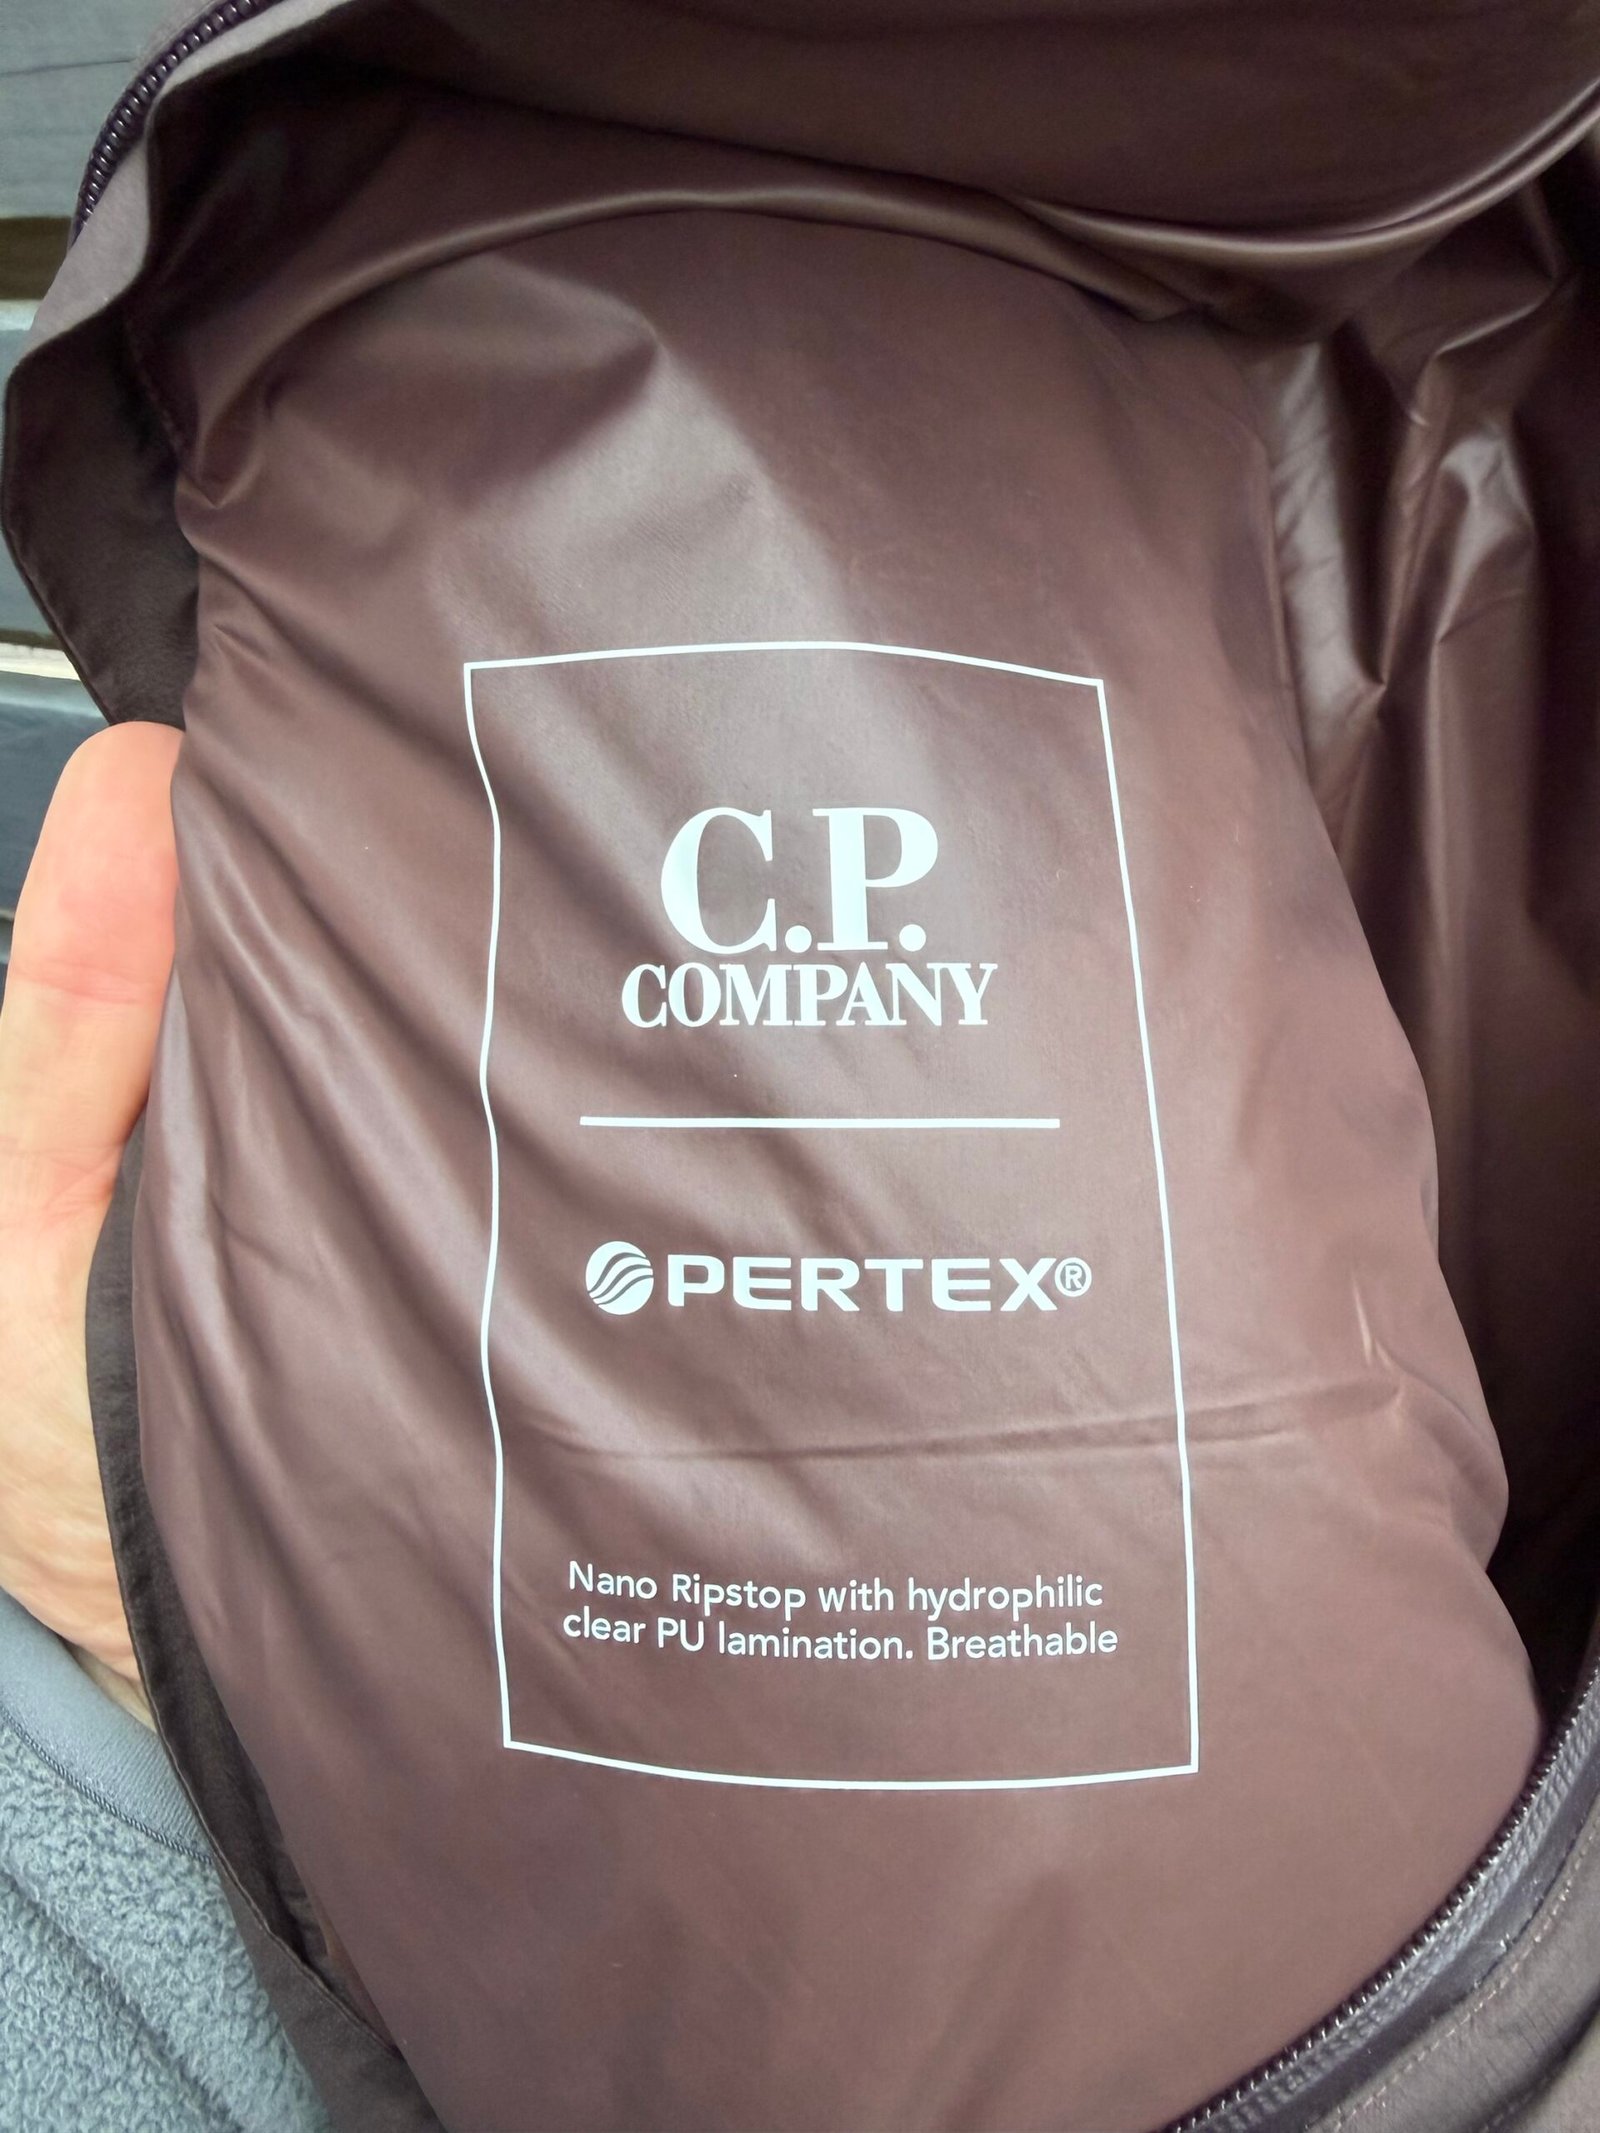 C.P.
COMPANY
PERTEX®
Nano Ripstop with hydrophilic
clear PU lamination. Breathable